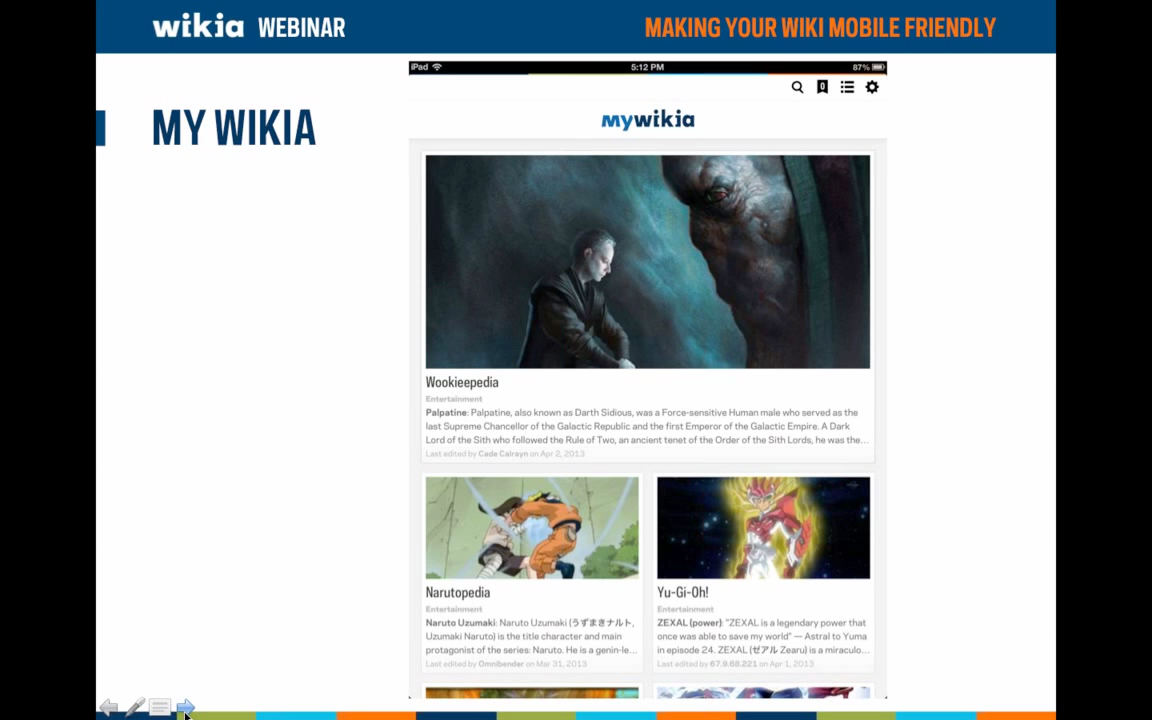 wikia WEBINAR
MAKING YOUR WIKI MOBILE FRIENDLY
MY WIKIA
iPad 5:12 PM 87%
0
mywikia
Wookieepedia
Entertainment
Palpatine: Palpatine, also known as Darth Sidious, was a Force-sensitive Human male who served as the
last Supreme Chancellor of the Galactic Republic and the first Emperor of the Galactic Empire. A Dark
Lord of the Sith who followed the Rule of Two, an ancient tenet of the Order of the Sith Lords, he was the...
Last edited by Cade Calrayn on Apr 2, 2013
Narutopedia
Entertainment
Naruto Uzumaki: Naruto Uzumaki (うずまきナルト,
Uzumaki Naruto) is the title character and main
protagonist of the series: Naruto. He is a genin-le...
Last edited by Omnibender on Mar 31, 2013
Yu-Gi-Oh!
Entertainment
ZEXAL (power): "ZEXAL is a legendary power that
once was able to save my world" — Astral to Yuma
in episode 24. ZEXAL (ゼアル Zearu) is a miraculo...
Last edited by 67.9.68.221 on Apr 1, 2013